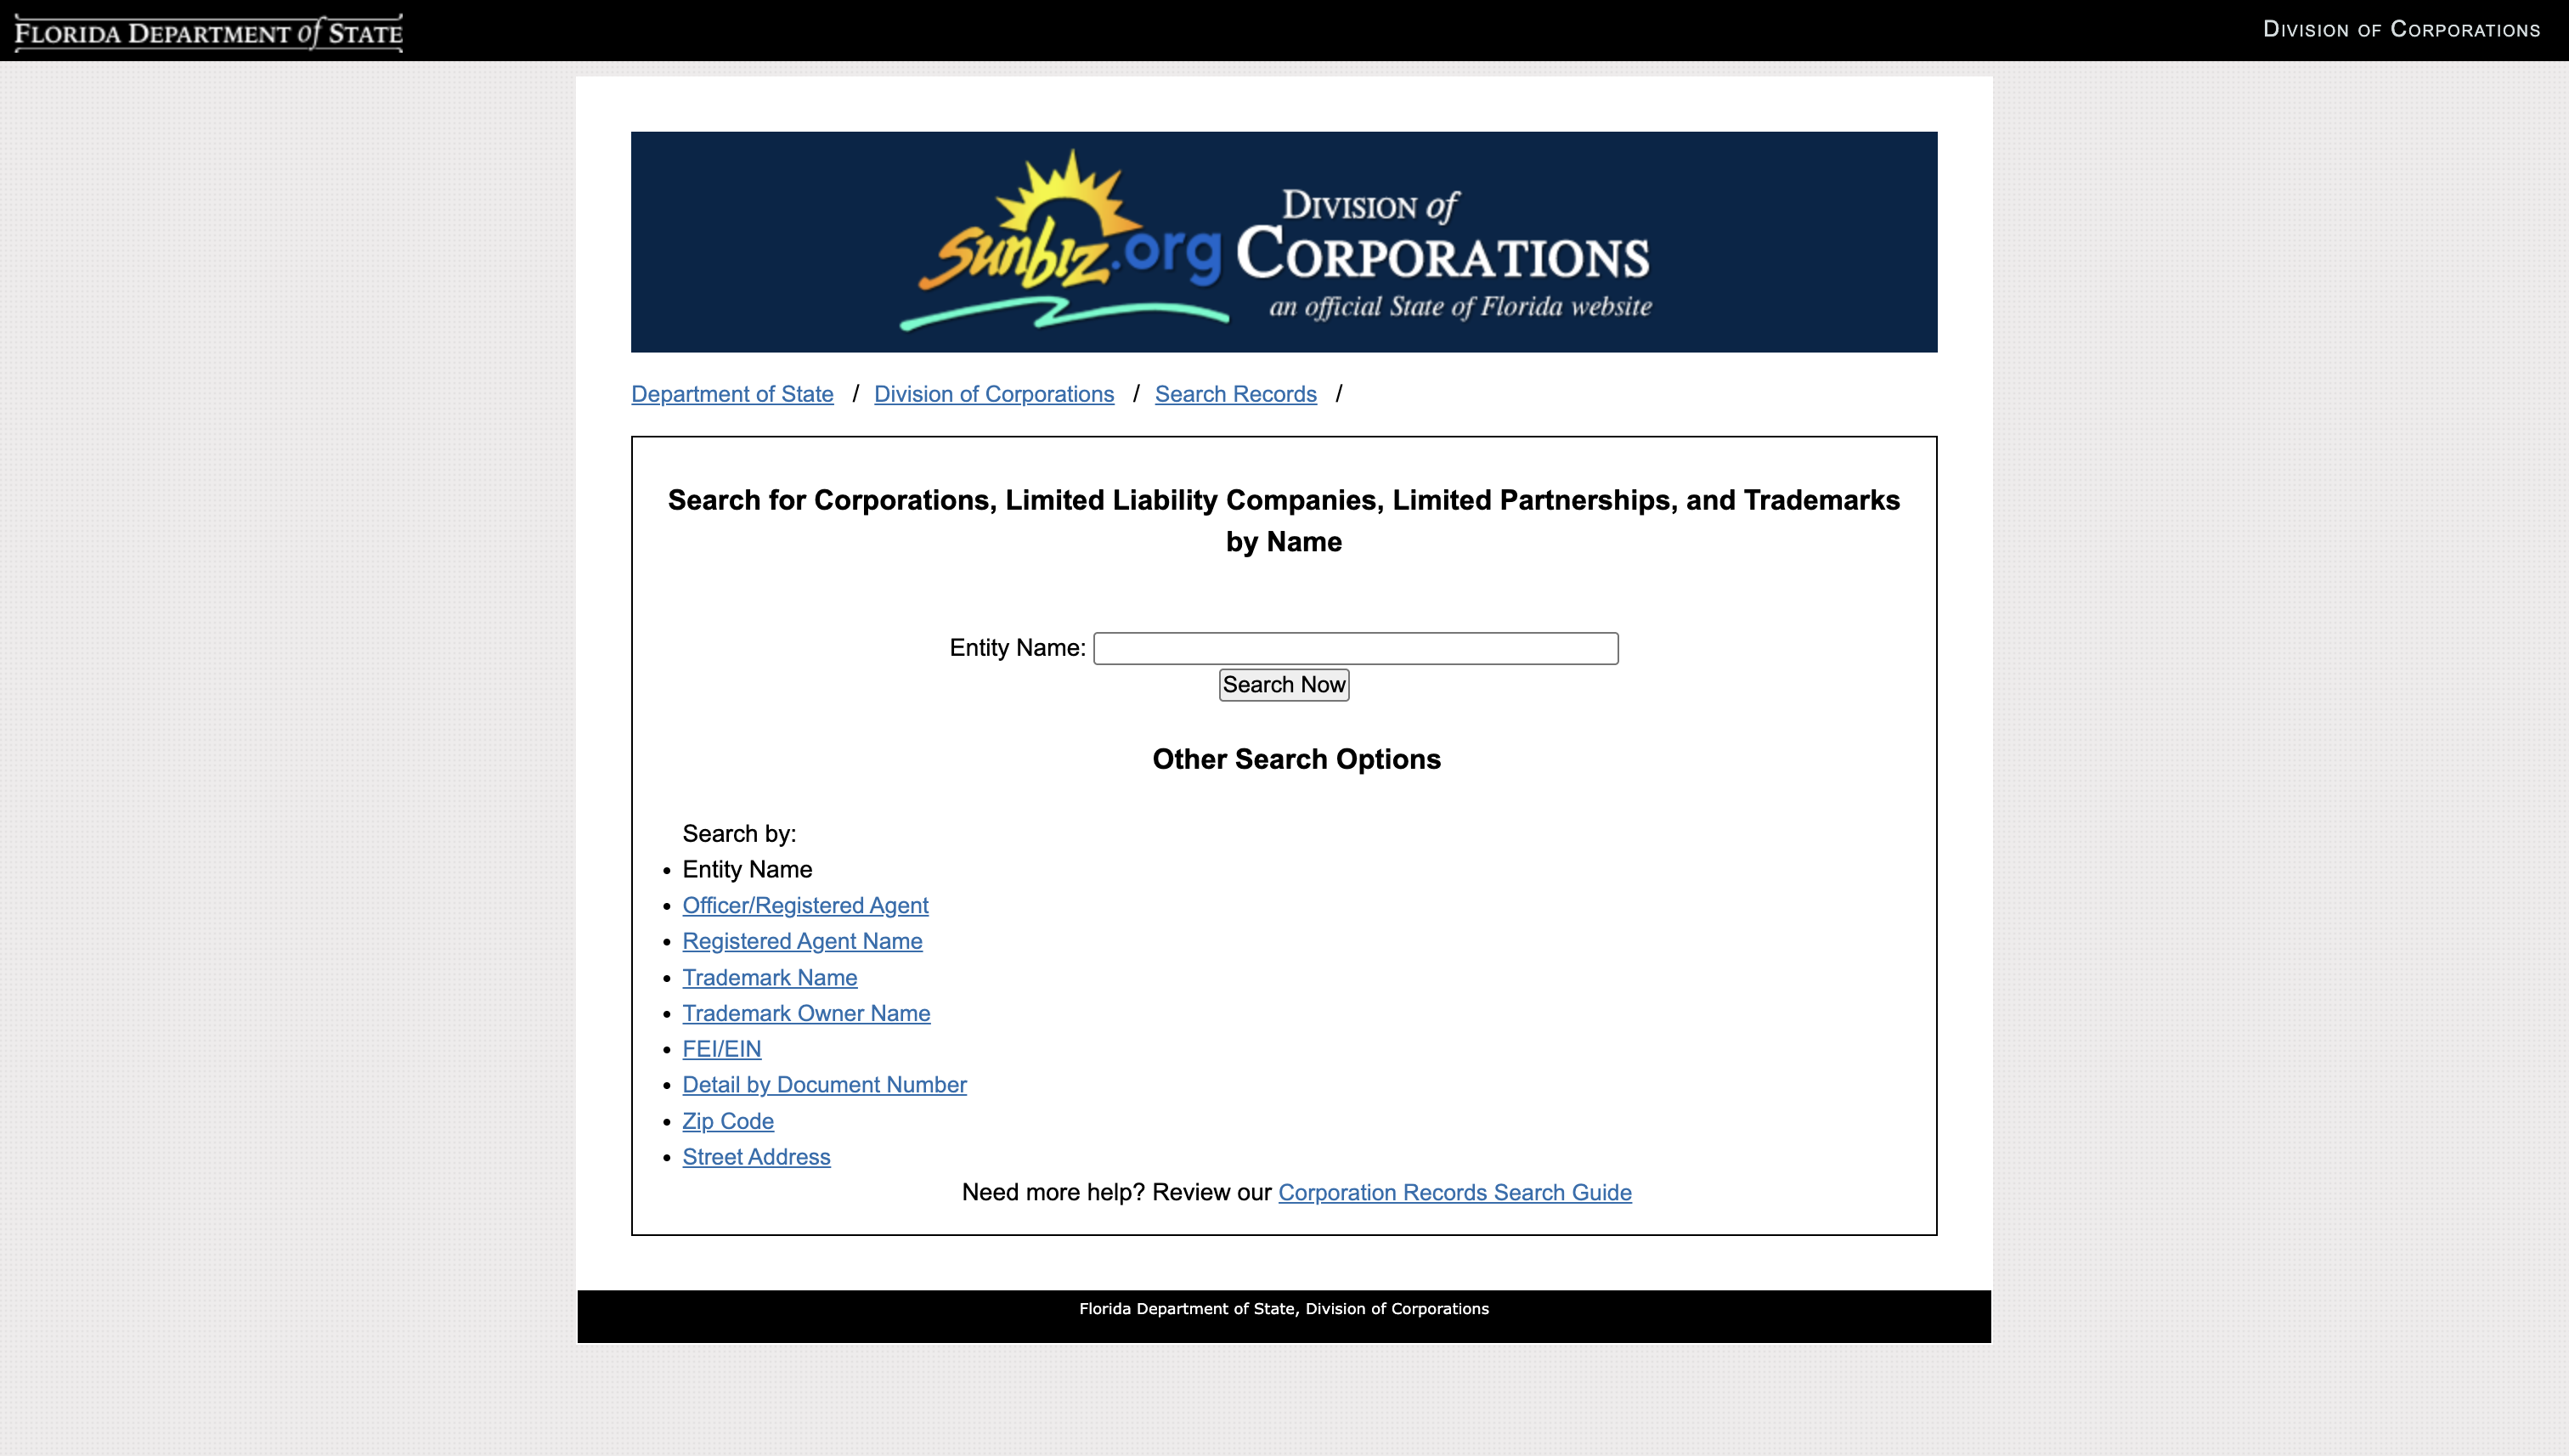 FLORIDA DEPARTMENT of STATE
DIVISION OF CORPORATIONS
sunbiz.org
DIVISION of
CORPORATIONS
an official State of Florida website
Department of State / Division of Corporations / Search Records /
Search for Corporations, Limited Liability Companies, Limited Partnerships, and Trademarks
by Name
Entity Name:
Search Now
Other Search Options
Search by:
• Entity Name
• Officer/Registered Agent
• Registered Agent Name
• Trademark Name
• Trademark Owner Name
• FEI/EIN
• Detail by Document Number
• Zip Code
• Street Address
Need more help? Review our Corporation Records Search Guide
Florida Department of State, Division of Corporations